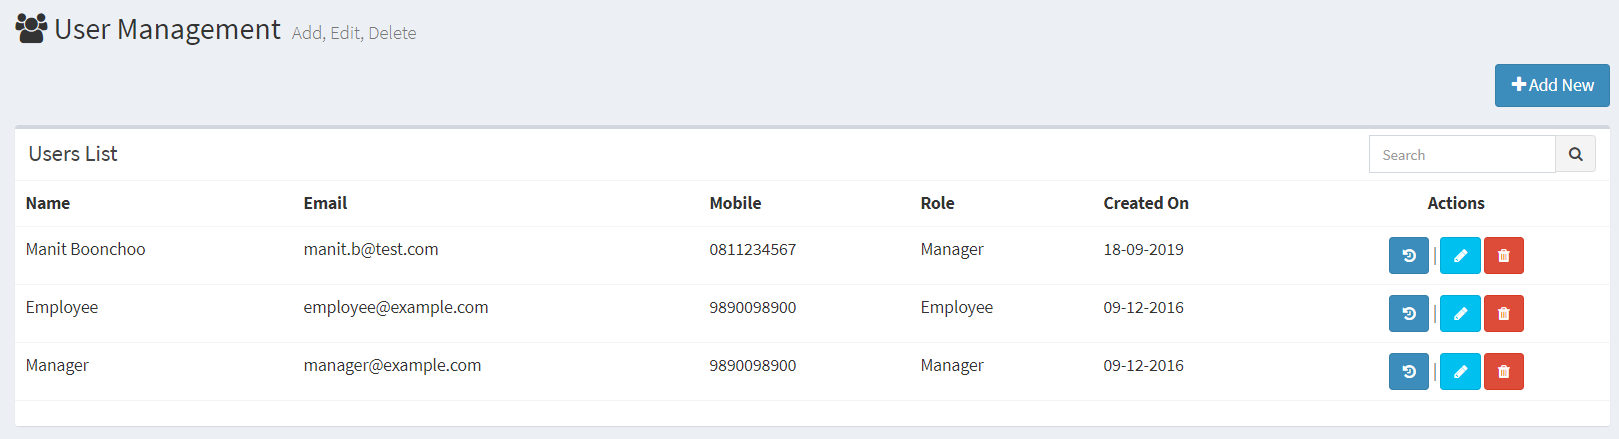 User Management Add, Edit, Delete
Add New
Users List
Search
Name Email Mobile Role Created On Actions
Manit Boonchoo manit.b@test.com 0811234567 Manager 18-09-2019
Employee employee@example.com 9890098900 Employee 09-12-2016
Manager manager@example.com 9890098900 Manager 09-12-2016